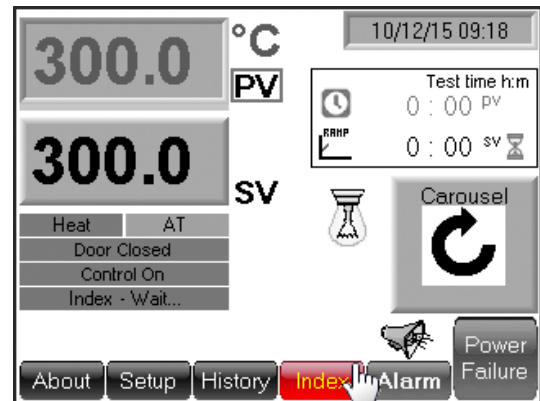 300.0
°C
PV
10/12/15 09:18
Test time h:m
0 : 00 PV
RAMP
0 : 00 SV
300.0
SV
Carousel
Heat AT
Door Closed
Control On
Index - Wait...
Power
Failure
About Setup History Index Alarm